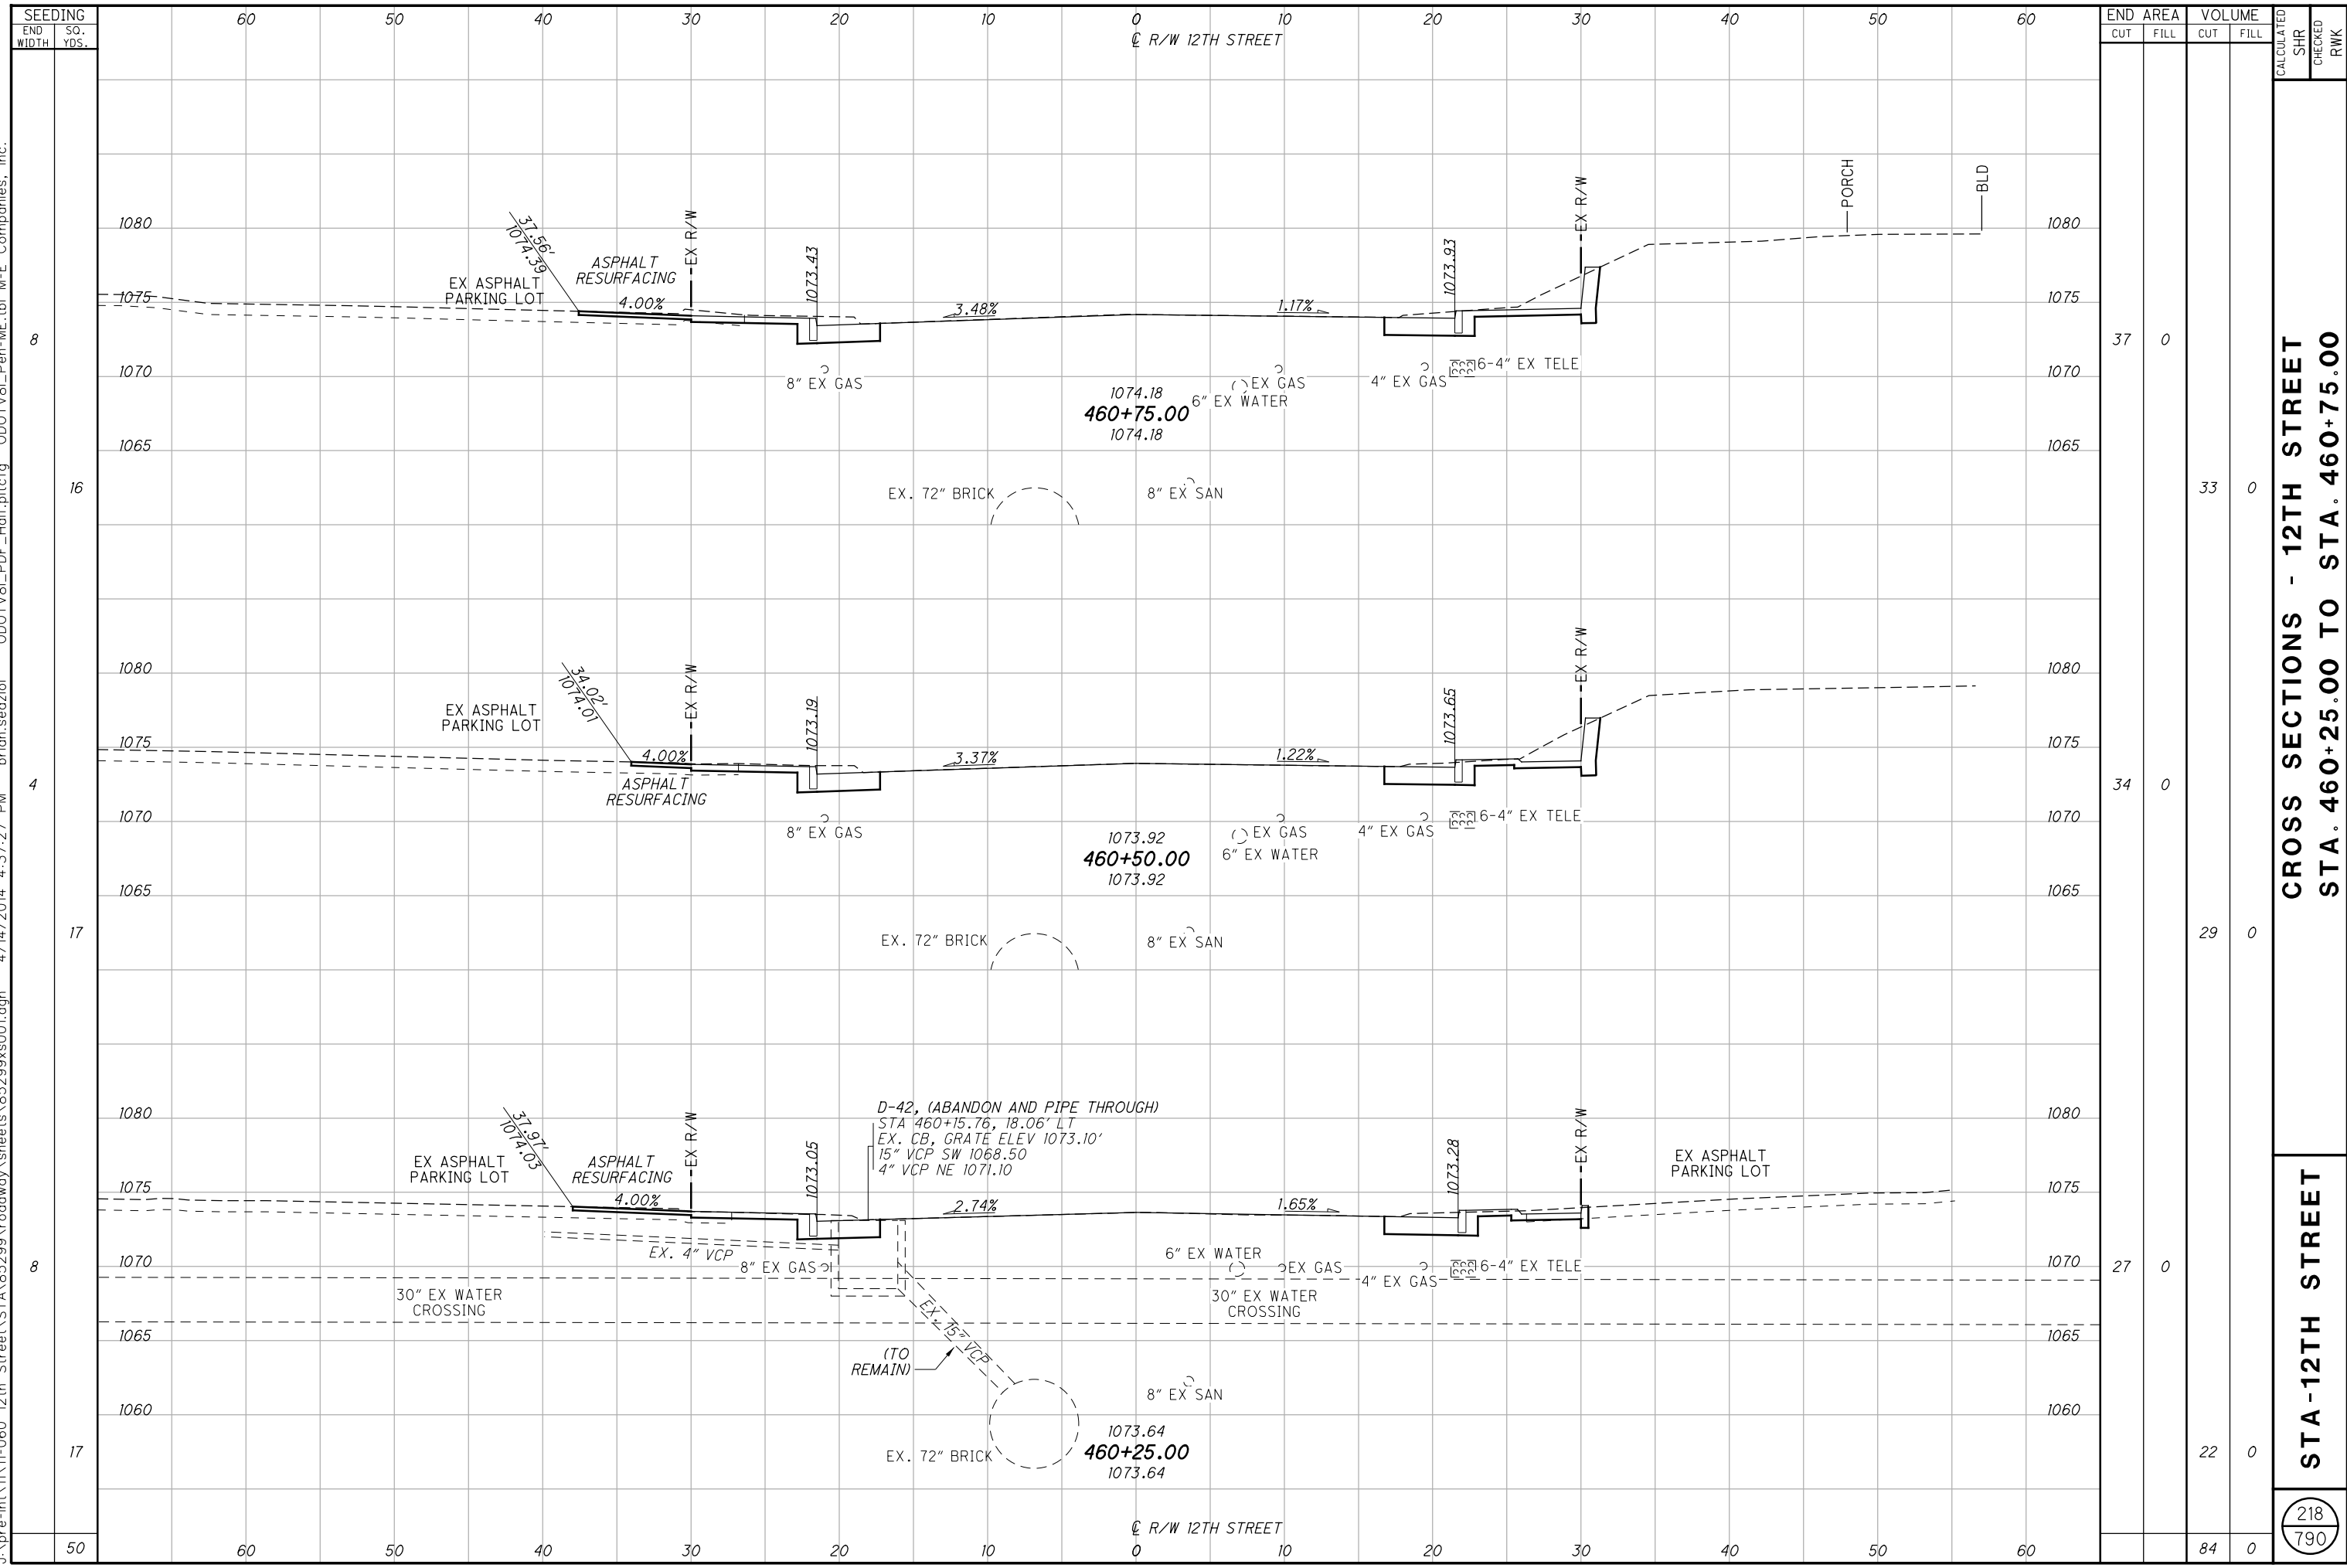 SEEDING
END WIDTH
SQ. YDS.
60 50 40 30 20 10 0 10 20 30 40 50 60
℄ R/W 12TH STREET
END AREA
VOLUME
CUT FILL CUT FILL
CALCULATED
SHR
CHECKED
RWK
1080
37.56'
1074.39
EX ASPHALT
PARKING LOT
ASPHALT
RESURFACING
4.00%
EX R/W
1073.43
3.48%
1.17%
1073.93
EX R/W
PORCH
BLD
1080
1075
1075
8
37 0
1070
8" EX GAS
EX GAS
6" EX WATER
4" EX GAS
6-4" EX TELE
1070
1074.18
460+75.00
1074.18
1065
1065
16
EX. 72" BRICK
8" EX SAN
33 0
1080
34.02'
1074.01
EX ASPHALT
PARKING LOT
EX R/W
1073.19
1073.65
EX R/W
1080
1075
4.00%
3.37%
1.22%
1075
ASPHALT
RESURFACING
4
34 0
1070
8" EX GAS
EX GAS
6" EX WATER
4" EX GAS
6-4" EX TELE
1070
1073.92
460+50.00
1073.92
1065
1065
17
EX. 72" BRICK
8" EX SAN
29 0
D-42, (ABANDON AND PIPE THROUGH)
STA 460+15.76, 18.06' LT
EX. CB, GRATE ELEV 1073.10'
15" VCP SW 1068.50
4" VCP NE 1071.10
1080
37.97'
1074.03
EX ASPHALT
PARKING LOT
ASPHALT
RESURFACING
EX R/W
1073.05
1073.28
EX R/W
EX ASPHALT
PARKING LOT
1080
1075
4.00%
2.74%
1.65%
1075
EX. 4" VCP
6" EX WATER
8
1070
8" EX GAS
EX GAS
4" EX GAS
6-4" EX TELE
1070
27 0
30" EX WATER
CROSSING
30" EX WATER
CROSSING
1065
1065
EX. 15" VCP
(TO
REMAIN)
8" EX SAN
1060
1060
1073.64
460+25.00
1073.64
EX. 72" BRICK
17
22 0
℄ R/W 12TH STREET
50
60 50 40 30 20 10 0 10 20 30 40 50 60
84 0
CROSS SECTIONS - 12TH STREET
STA. 460+25.00 TO STA. 460+75.00
STA-12TH STREET
218
790
4/14/2014 4:37:27 PM